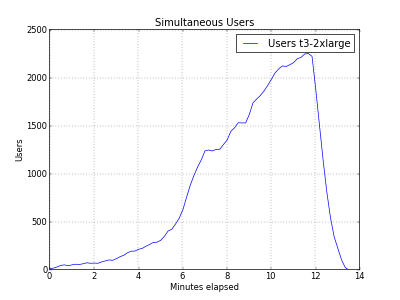 Simultaneous Users
Users t3-2xlarge
2500
2000
1500
1000
500
0
Users
0 2 4 6 8 10 12 14
Minutes elapsed